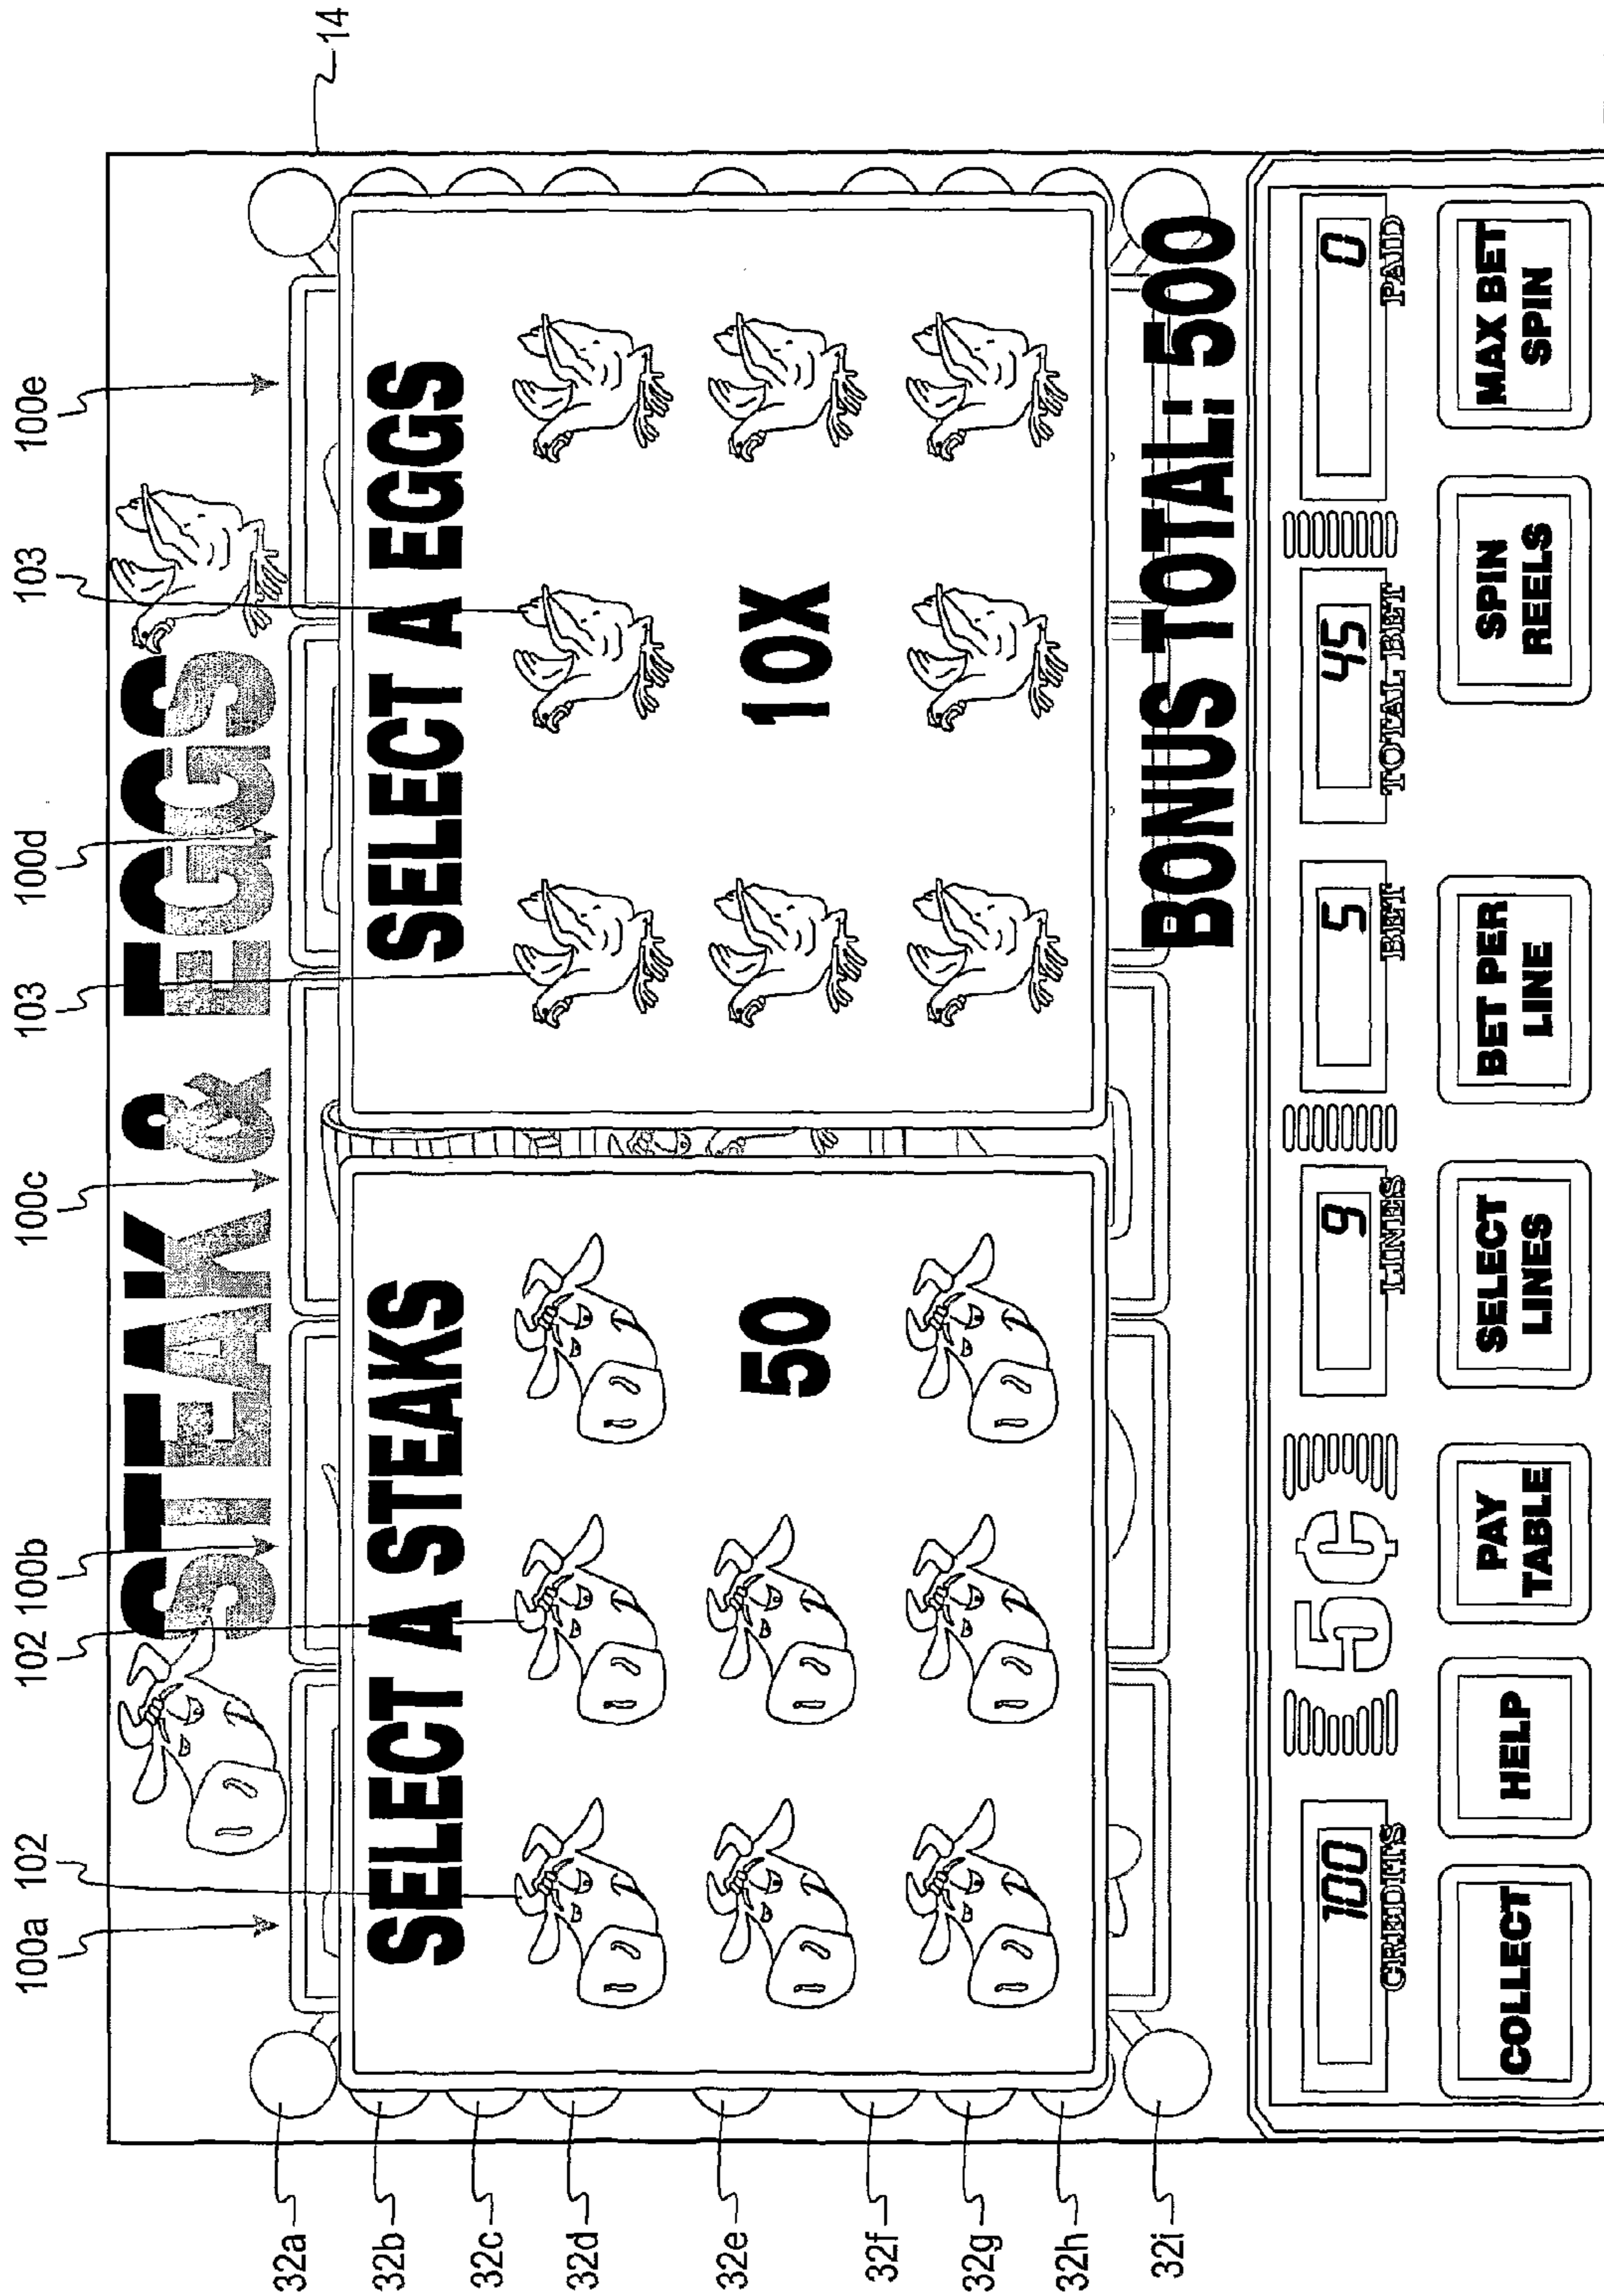 100a 102 102 100b 100c 103 100d 103 100e
14
STEAK & EGGS
32a
32b
32c
32d
32e
32f
32g
32h
32i
SELECT A STEAKS
50
SELECT A EGGS
10X
BONUS TOTAL: 500
100 5¢ 9 5 45 0
CREDITS LINES BET TOTAL BET PAID
COLLECT
HELP
PAY
TABLE
SELECT
LINES
BET PER
LINE
SPIN
REELS
MAX BET
SPIN